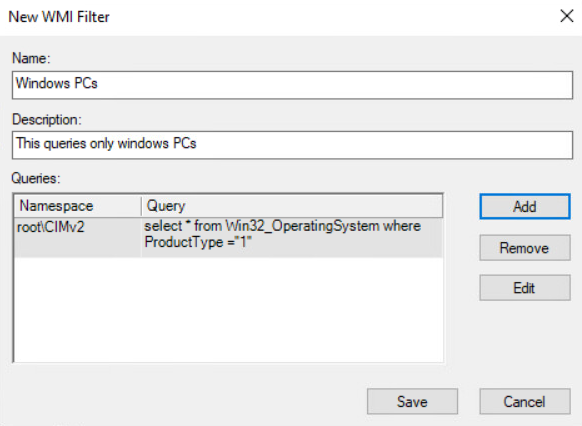 New WMI Filter
Name:
Windows PCs
Description:
This queries only windows PCs
Queries:
Namespace Query
root\CIMv2 select * from Win32_OperatingSystem where
ProductType ="1"
Add
Remove
Edit
Save Cancel